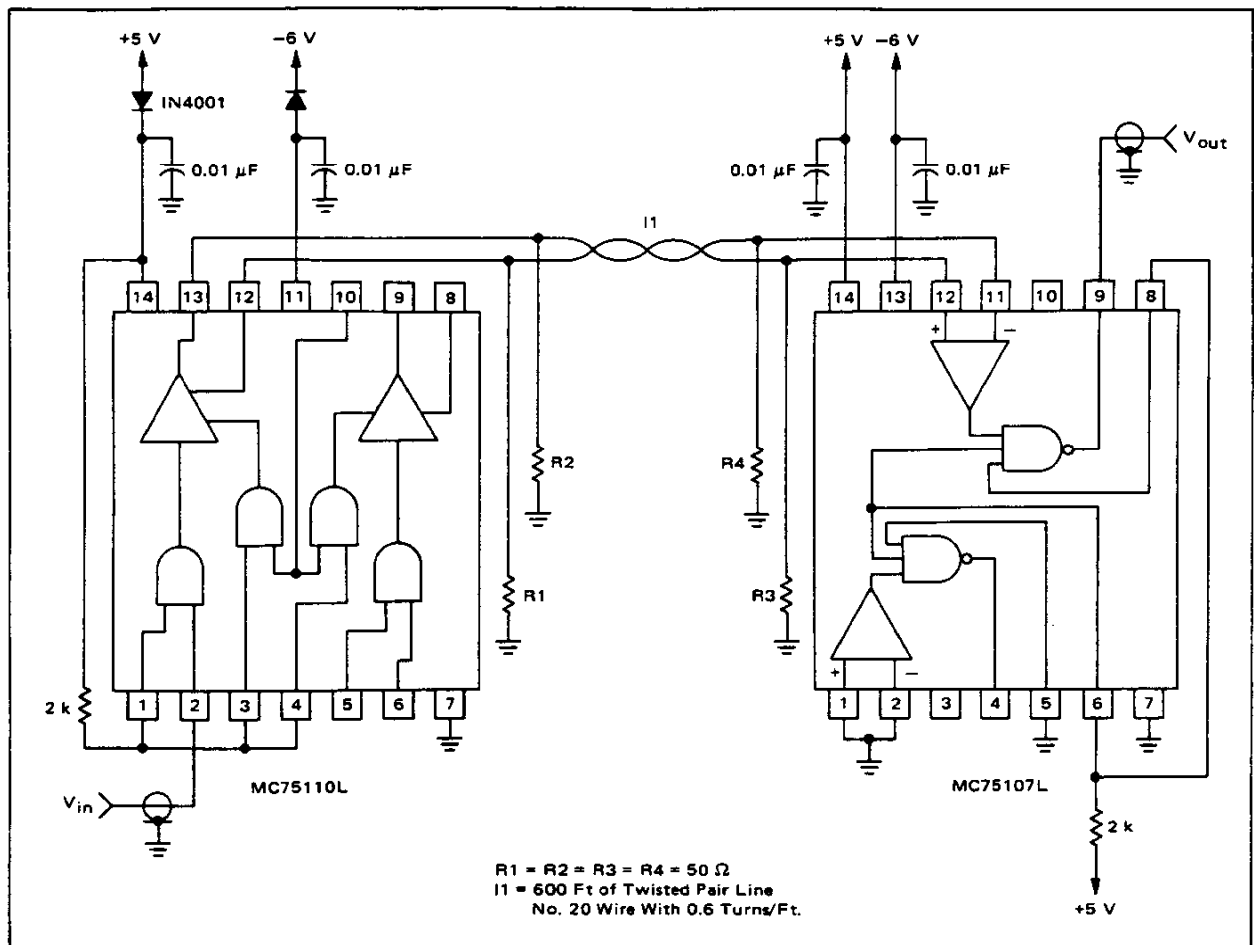 +5 V
−6 V
+5 V
−6 V
IN4001
0.01 μF
0.01 μF
0.01 μF
0.01 μF
Vout
I1
14
13
12
11
10
9
8
14
13
12
11
10
9
8
+
−
R2
R4
R1
R3
+
−
2 k
1
2
3
4
5
6
7
1
2
3
4
5
6
7
MC75110L
MC75107L
Vin
2 k
R1 = R2 = R3 = R4 = 50 Ω
I1 = 600 Ft of Twisted Pair Line
No. 20 Wire With 0.6 Turns/Ft.
+5 V